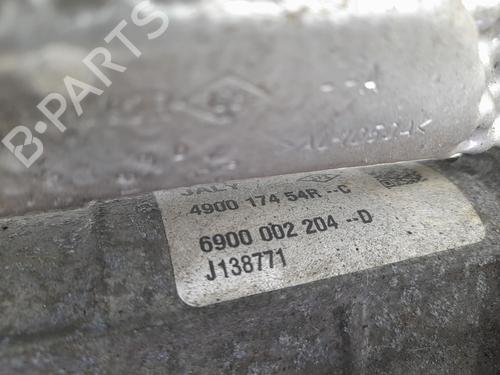 B-PARTS
JALY
4900 174 54R--C
6900 002 204 --D
J138771